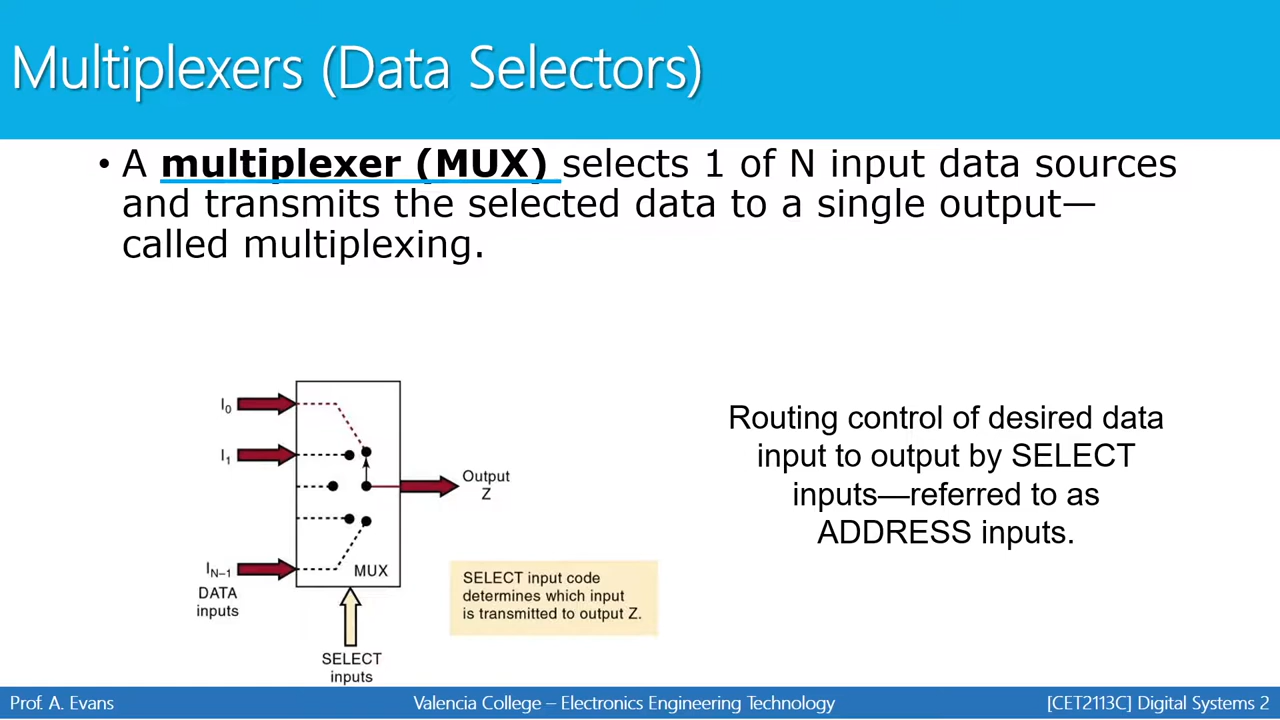 Multiplexers (Data Selectors)
• A multiplexer (MUX) selects 1 of N input data sources
and transmits the selected data to a single output—
called multiplexing.
I0
I1
IN–1
DATA
inputs
MUX
Output
Z
SELECT
inputs
SELECT input code
determines which input
is transmitted to output Z.
Routing control of desired data
input to output by SELECT
inputs—referred to as
ADDRESS inputs.
Prof. A. Evans
Valencia College – Electronics Engineering Technology
[CET2113C] Digital Systems 2